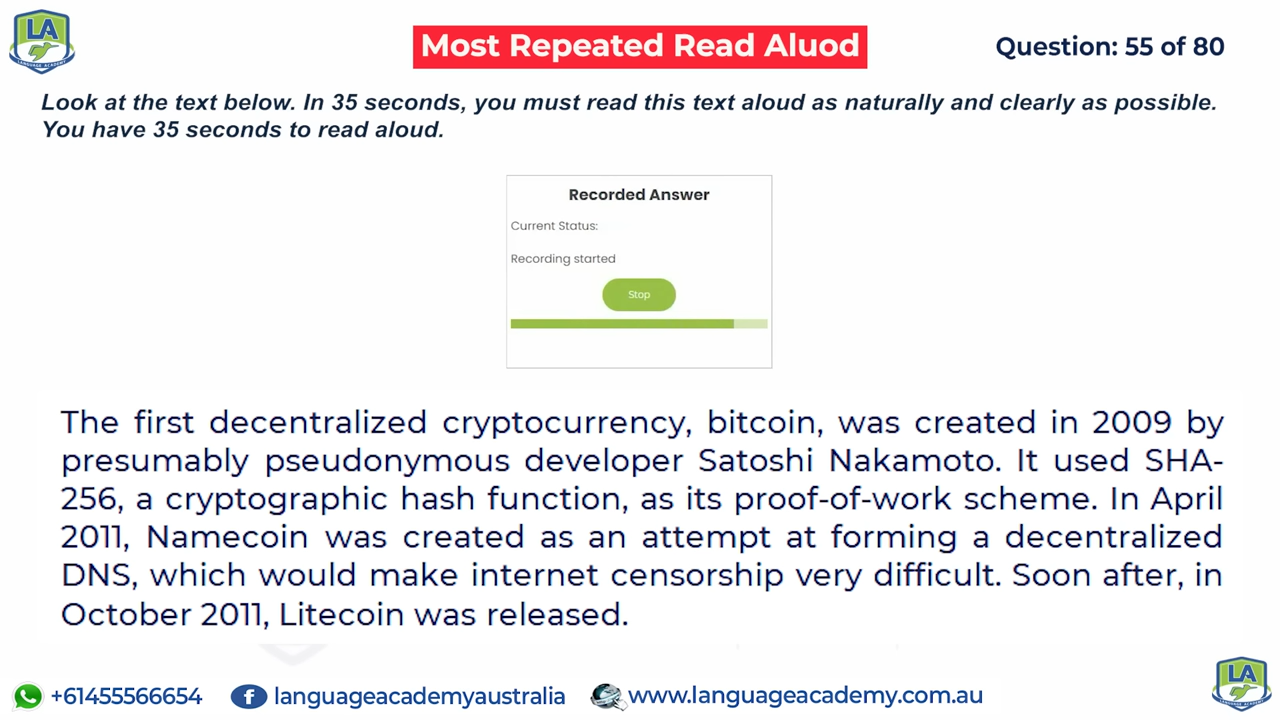 LA
LANGUAGE ACADEMY
Most Repeated Read Aluod
Question: 55 of 80
Look at the text below. In 35 seconds, you must read this text aloud as naturally and clearly as possible.
You have 35 seconds to read aloud.
Recorded Answer
Current Status:
Recording started
Stop
The first decentralized cryptocurrency, bitcoin, was created in 2009 by
presumably pseudonymous developer Satoshi Nakamoto. It used SHA-
256, a cryptographic hash function, as its proof-of-work scheme. In April
2011, Namecoin was created as an attempt at forming a decentralized
DNS, which would make internet censorship very difficult. Soon after, in
October 2011, Litecoin was released.
+61455566654
languageacademyaustralia
www.languageacademy.com.au
LA
LANGUAGE ACADEMY